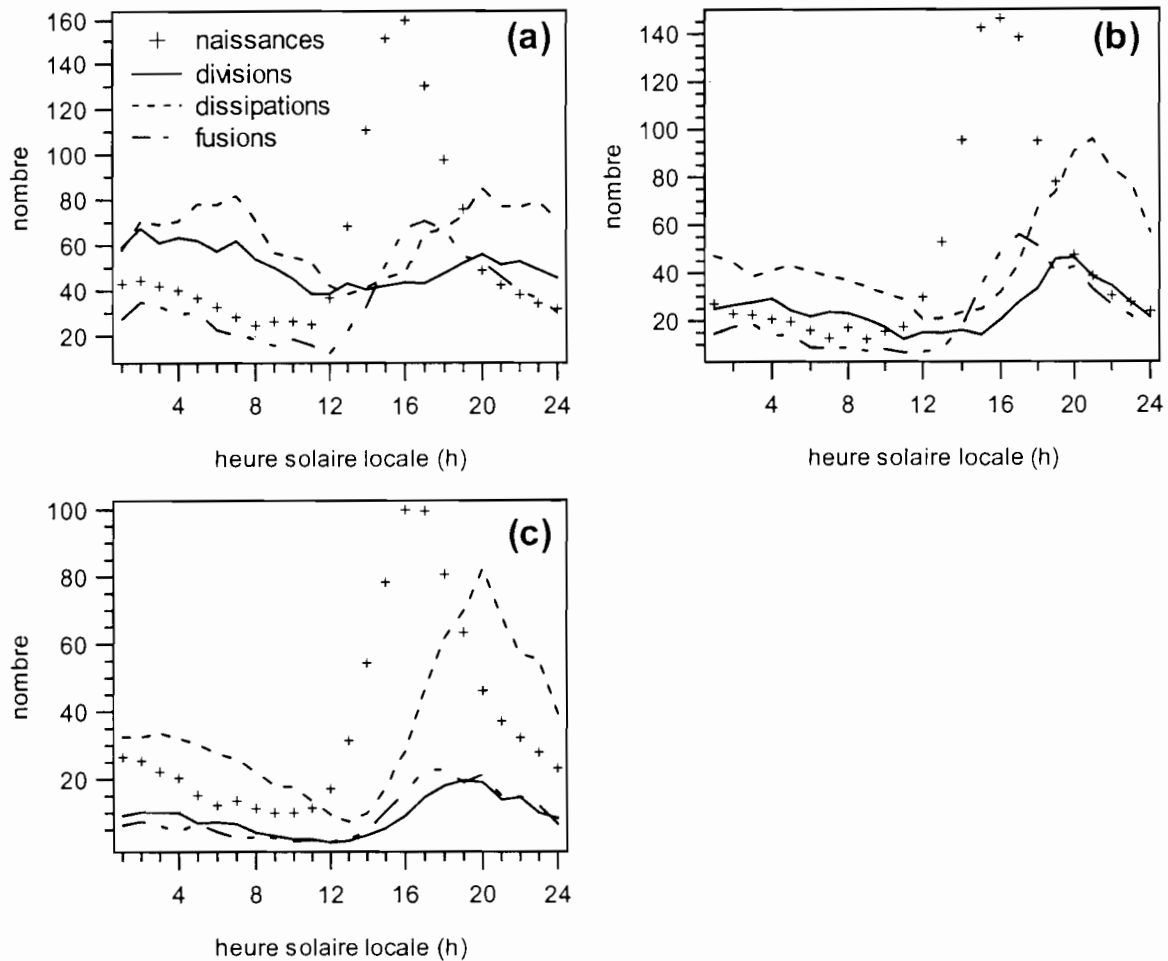 (a)
160
140
120
100
80
60
40
20
nombre
+ naissances
divisions
dissipations
fusions
4 8 12 16 20 24
heure solaire locale (h)
(b)
140
120
100
80
60
40
20
nombre
4 8 12 16 20 24
heure solaire locale (h)
(c)
100
80
60
40
20
nombre
4 8 12 16 20 24
heure solaire locale (h)